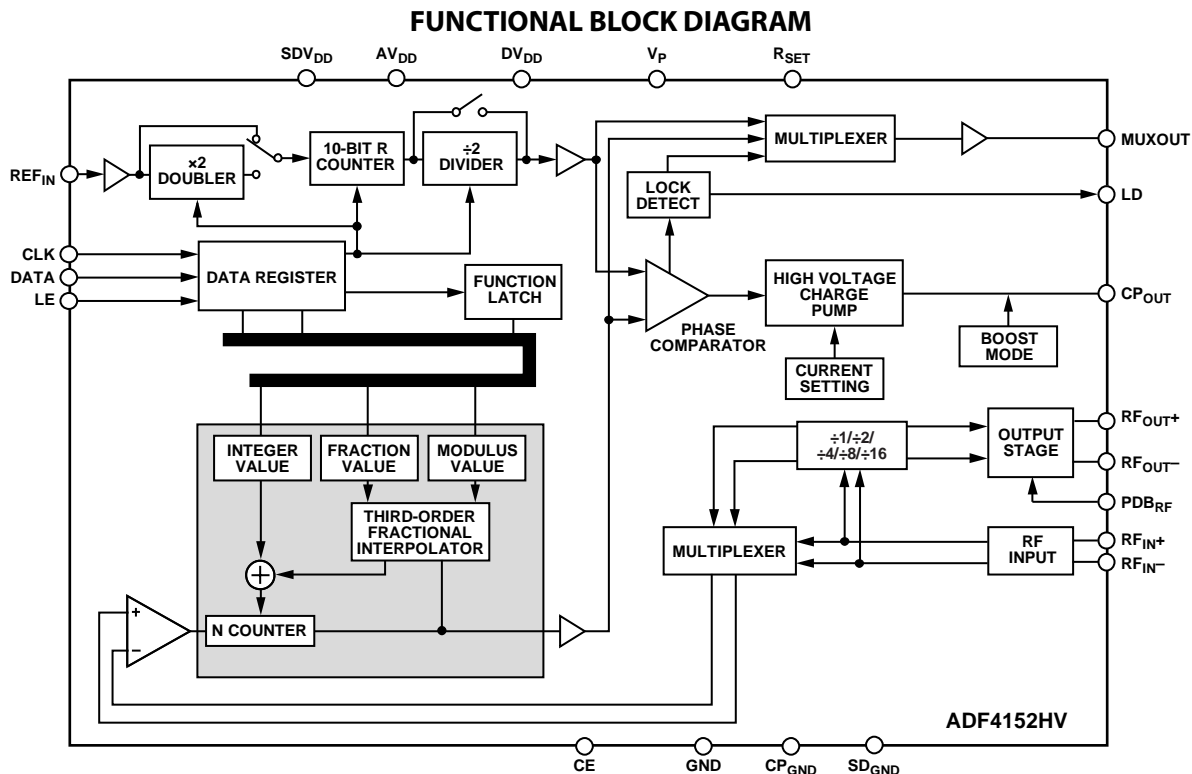 FUNCTIONAL BLOCK DIAGRAM
SDVDD
AVDD
DVDD
VP
RSET
REFIN
×2
DOUBLER
10-BIT R
COUNTER
÷2
DIVIDER
MULTIPLEXER
MUXOUT
LOCK
DETECT
LD
CLK
DATA
LE
DATA REGISTER
FUNCTION
LATCH
PHASE
COMPARATOR
HIGH VOLTAGE
CHARGE
PUMP
CPOUT
CURRENT
SETTING
BOOST
MODE
INTEGER
VALUE
FRACTION
VALUE
MODULUS
VALUE
THIRD-ORDER
FRACTIONAL
INTERPOLATOR
+
N COUNTER
+
−
÷1/÷2/
÷4/÷8/÷16
OUTPUT
STAGE
RFOUT+
RFOUT−
PDBRF
MULTIPLEXER
RF
INPUT
RFIN+
RFIN−
ADF4152HV
CE
GND
CPGND
SDGND